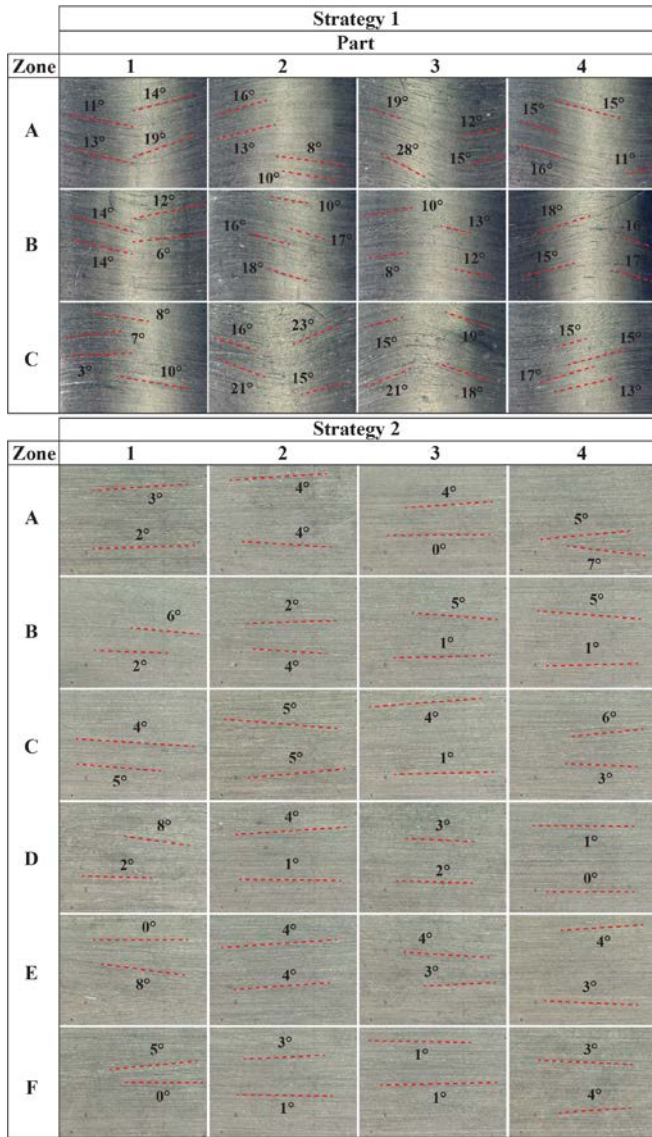 Strategy 1
Part
Zone 1 2 3 4
A
11° 14° 13° 19°
16° 13° 8° 10°
19° 28° 12° 15°
15° 16° 15° 11°
B
14° 12° 14° 6°
10° 16° 17° 18°
10° 13° 8° 12°
18° 16 15° 17
C
8° 7° 3° 10°
16° 23° 21° 15°
15° 19° 21° 18°
15° 15° 17° 13°
Strategy 2
Zone 1 2 3 4
A
3° 2°
4° 4°
4° 0°
5° 7°
B
6° 2°
2° 4°
5° 1°
5° 1°
C
4° 5°
5° 5°
4° 1°
6° 3°
D
8° 2°
4° 1°
3° 2°
1° 0°
E
0° 8°
4° 4°
4° 3°
4° 3°
F
5° 0°
3° 1°
1° 1°
3° 4°